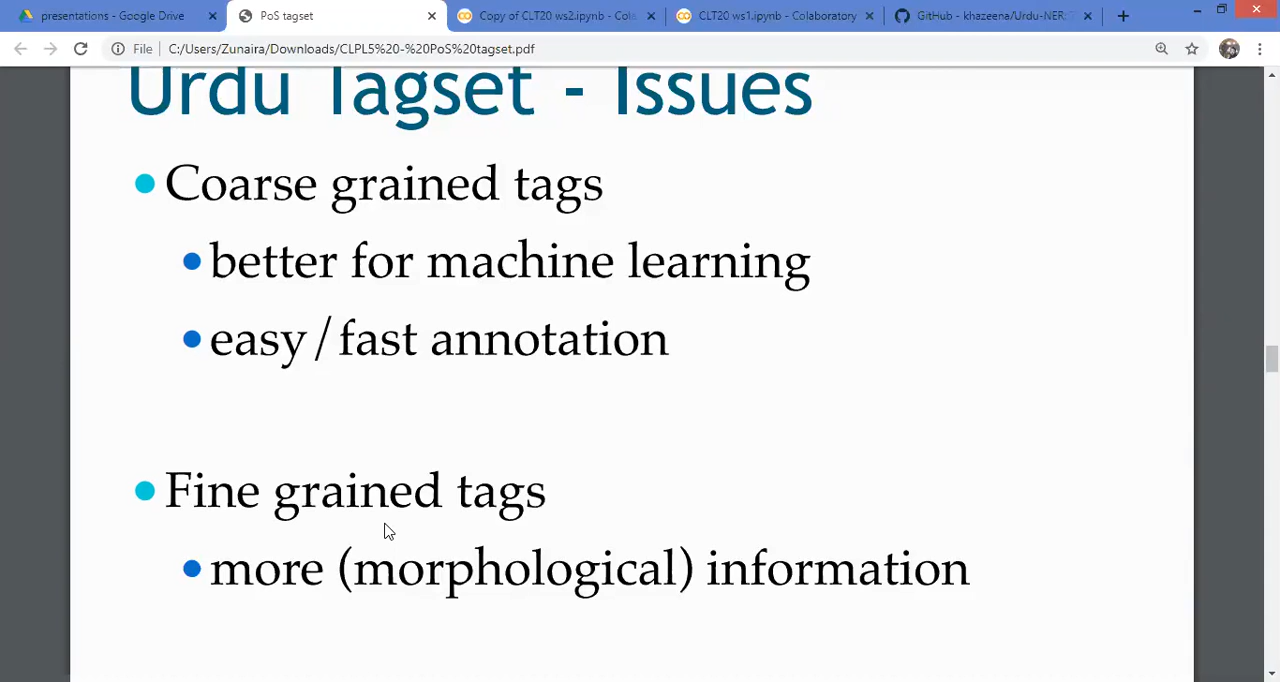 presentations - Google Drive
PoS tagset
Copy of CLT20 ws2.ipynb - Cola
CLT20 ws1.ipynb - Colaboratory
GitHub - khazeena/Urdu-NER:
File
C:/Users/Zunaira/Downloads/CLPL5%20-%20PoS%20tagset.pdf
Urdu Tagset - Issues
Coarse grained tags
better for machine learning
easy/fast annotation
Fine grained tags
more (morphological) information